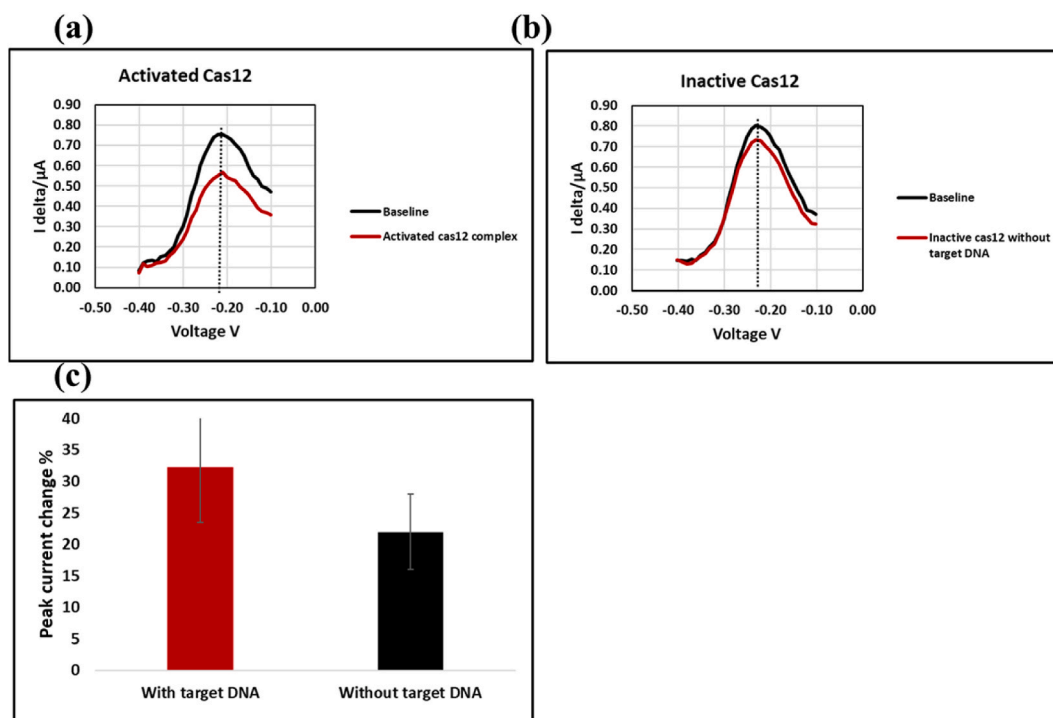 (a)
Activated Cas12
I delta/µA
0.90
0.80
0.70
0.60
0.50
0.40
0.30
0.20
0.10
0.00
-0.50 -0.40 -0.30 -0.20 -0.10 0.00
Voltage V
Baseline
Activated cas12 complex
(b)
Inactive Cas12
I delta/µA
0.90
0.80
0.70
0.60
0.50
0.40
0.30
0.20
0.10
0.00
-0.50 -0.40 -0.30 -0.20 -0.10 0.00
Voltage V
Baseline
Inactive cas12 without
target DNA
(c)
Peak current change %
40
35
30
25
20
15
10
5
0
With target DNA Without target DNA